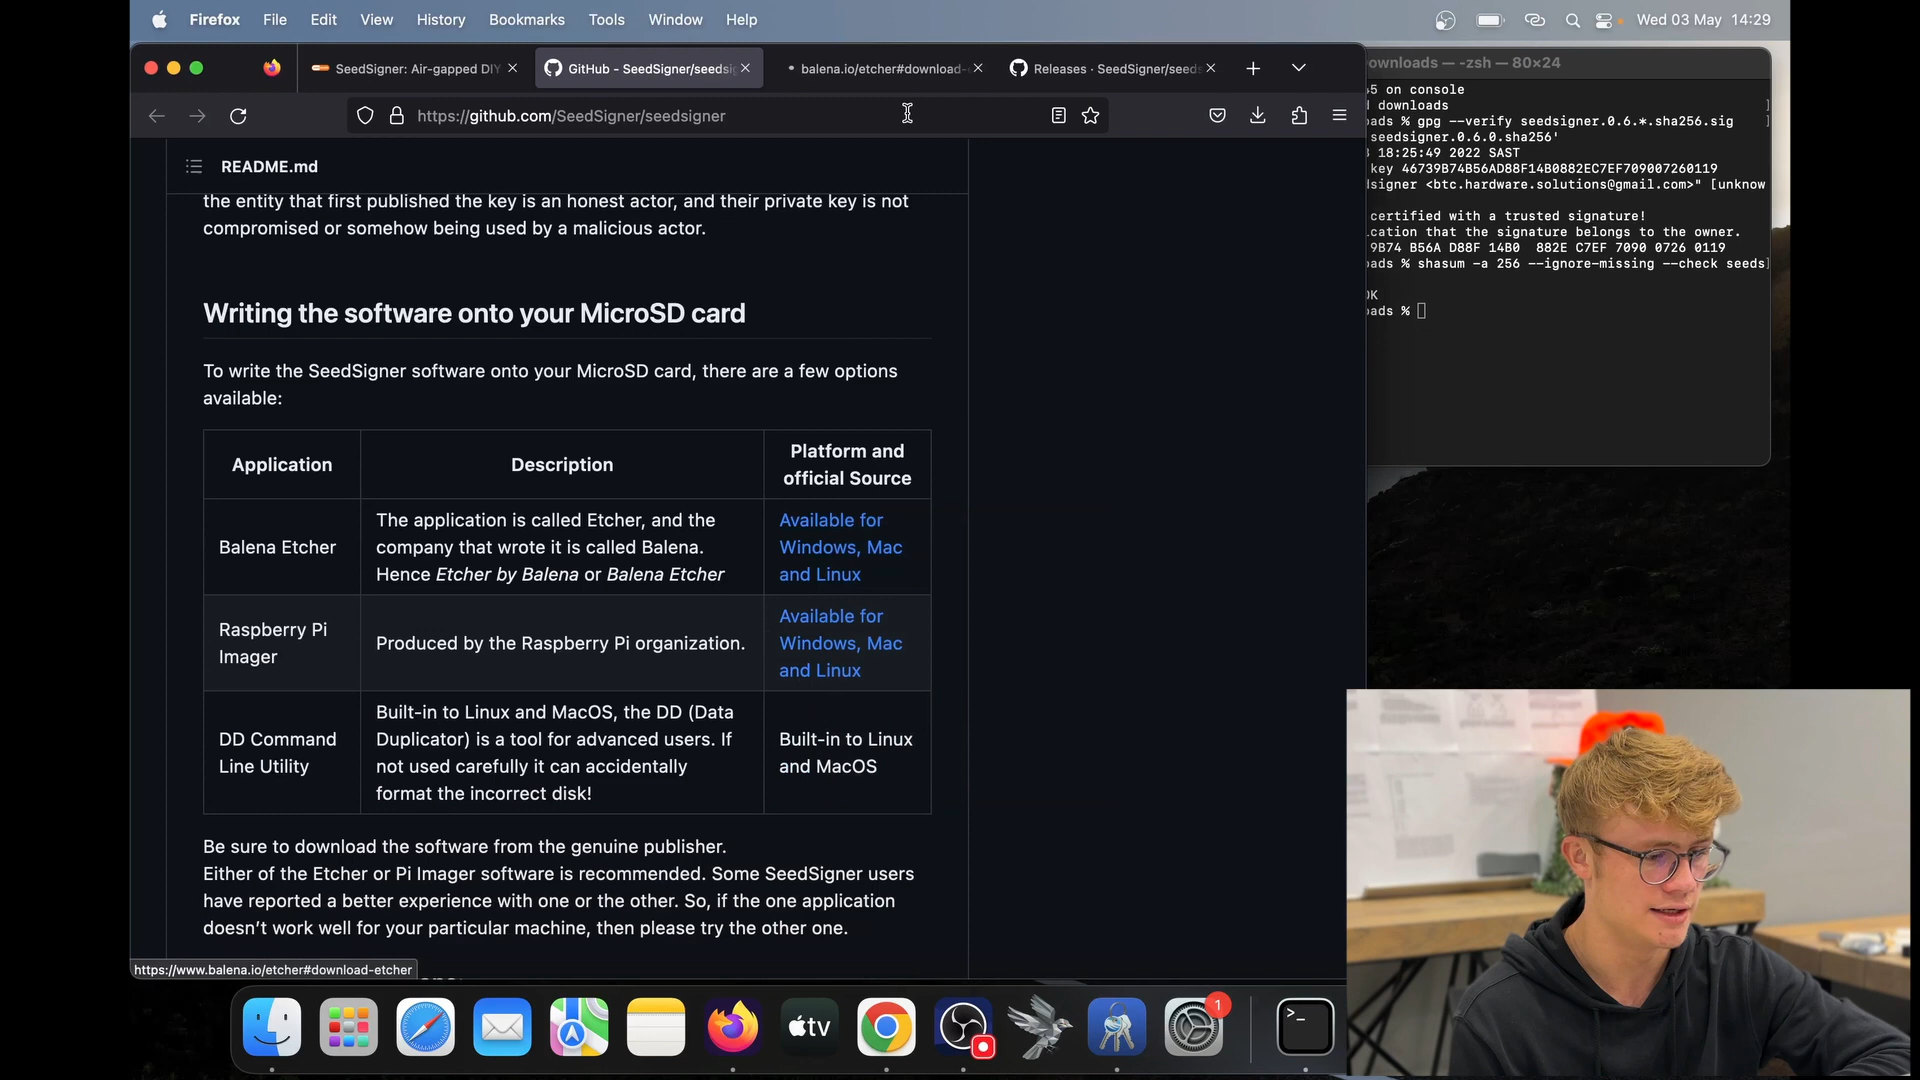 Firefox File Edit View History Bookmarks Tools Window Help
Wed 03 May 14:29
SeedSigner: Air-gapped DIY
GitHub - SeedSigner/seedsig
balena.io/etcher#download-
Releases · SeedSigner/seeds
https://github.com/SeedSigner/seedsigner
README.md
the entity that first published the key is an honest actor, and their private key is not
compromised or somehow being used by a malicious actor.
Writing the software onto your MicroSD card
To write the SeedSigner software onto your MicroSD card, there are a few options
available:
Application
Description
Platform and
official Source
Balena Etcher
The application is called Etcher, and the
company that wrote it is called Balena.
Hence Etcher by Balena or Balena Etcher
Available for
Windows, Mac
and Linux
Raspberry Pi
Imager
Produced by the Raspberry Pi organization.
Available for
Windows, Mac
and Linux
DD Command
Line Utility
Built-in to Linux and MacOS, the DD (Data
Duplicator) is a tool for advanced users. If
not used carefully it can accidentally
format the incorrect disk!
Built-in to Linux
and MacOS
Be sure to download the software from the genuine publisher.
Either of the Etcher or Pi Imager software is recommended. Some SeedSigner users
have reported a better experience with one or the other. So, if the one application
doesn't work well for your particular machine, then please try the other one.
https://www.balena.io/etcher#download-etcher
ownloads — -zsh — 80×24
45 on console
d downloads
oads % gpg --verify seedsigner.0.6.*.sha256.sig
seedsigner.0.6.0.sha256'
18:25:49 2022 SAST
key 46739B74B56AD88F14B0882EC7EF709007260119
dsigner <btc.hardware.solutions@gmail.com>" [unknow
certified with a trusted signature!
cation that the signature belongs to the owner.
9B74 B56A D88F 14B0  882E C7EF 7090 0726 0119
oads % shasum -a 256 --ignore-missing --check seeds
OK
oads %
tv
1
>_